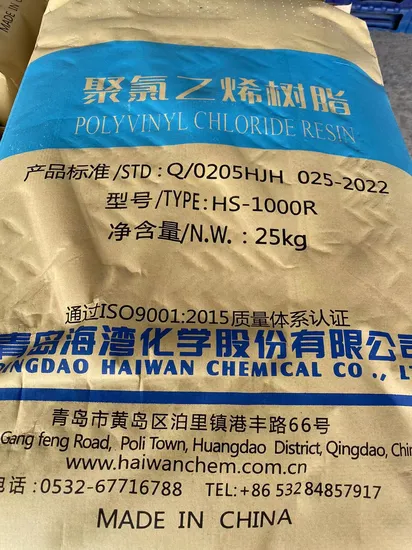 MADE IN
聚氯乙烯树脂
POLYVINYL CHLORIDE RESIN
产品标准/STD:Q/0205HJH 025-2022
型号/TYPE:HS-1000R
净含量/N.W.:25kg
通过ISO9001:2015质量体系认证
青岛海湾化学股份有限公司
QINGDAO HAIWAN CHEMICAL CO., LT
青岛市黄岛区泊里镇港丰路66号
Gang feng Road, Poli Town, Huangdao District, Qingdao, Chin
www.haiwanchem.com.cn
电话:0532-67716788 TEL:+86 532 84857917
MADE IN CHINA